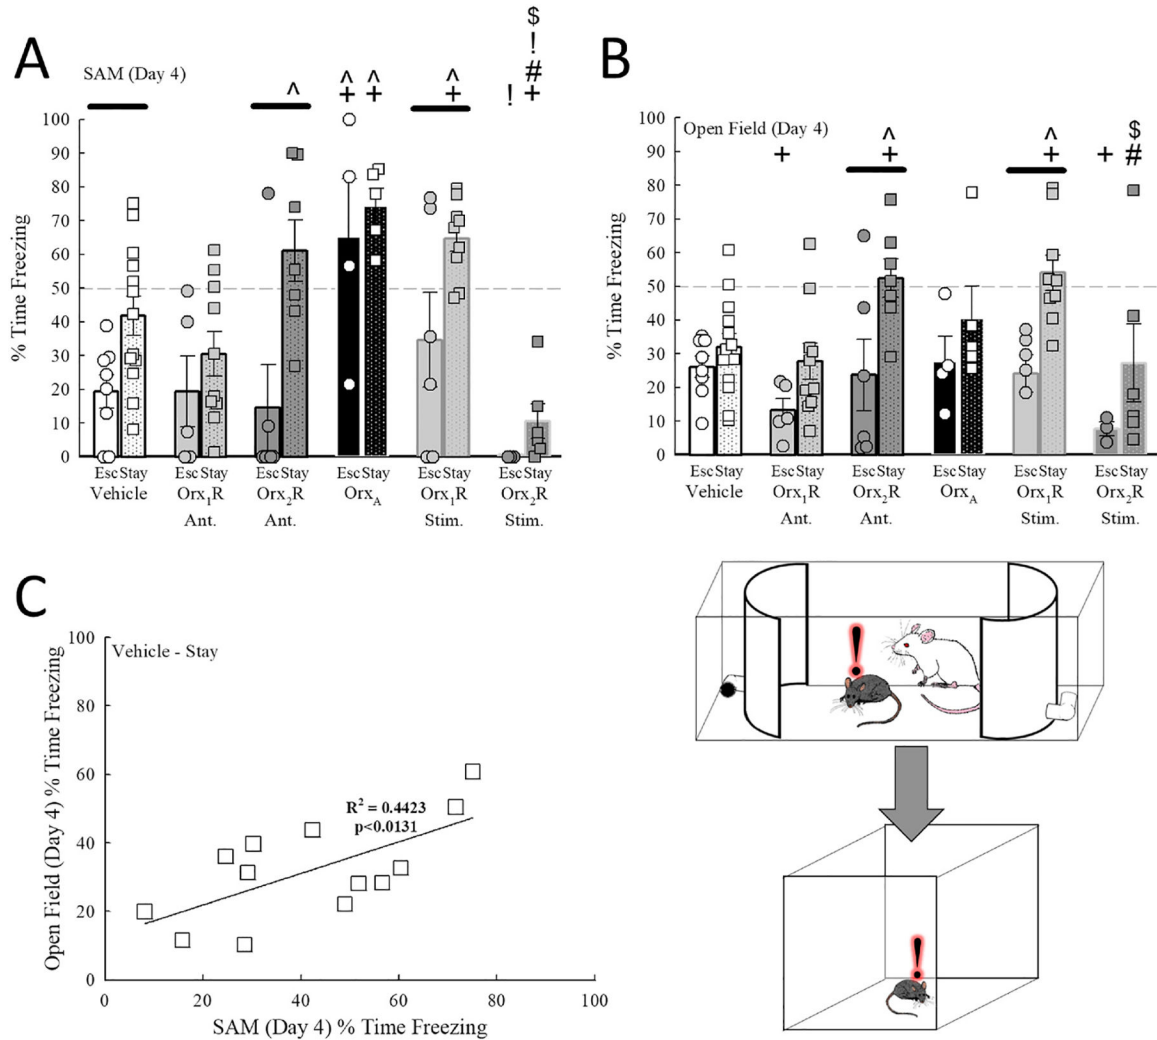 A
SAM (Day 4)
^
^ ^
+ +
^
+
$
!
#
! +
% Time Freezing
100
90
80
70
60
50
40
30
20
10
0
Esc Stay Esc Stay Esc Stay Esc Stay Esc Stay Esc Stay
Vehicle Orx1R Orx2R OrxA Orx1R Orx2R
Ant. Ant. Stim. Stim.
B
Open Field (Day 4)
+
^
+
^
+
$
+ #
% Time Freezing
100
90
80
70
60
50
40
30
20
10
0
Esc Stay Esc Stay Esc Stay Esc Stay Esc Stay Esc Stay
Vehicle Orx1R Orx2R OrxA Orx1R Orx2R
Ant. Ant. Stim. Stim.
C
Vehicle - Stay
Open Field (Day 4) % Time Freezing
100
80
60
40
20
0
R2 = 0.4423
p<0.0131
0 20 40 60 80 100
SAM (Day 4) % Time Freezing
!
!